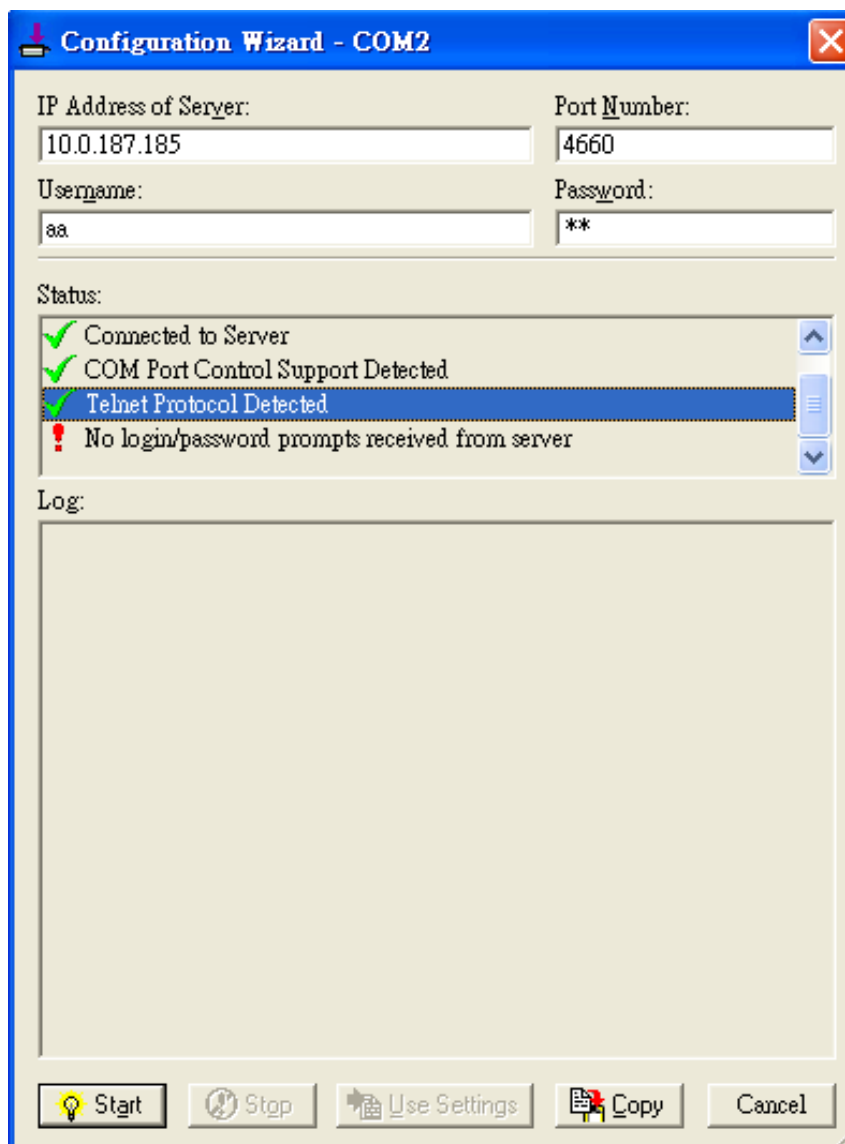 Configuration Wizard - COM2
IP Address of Server: Port Number:
10.0.187.185 4660
Username: Password:
aa **
Status:
Connected to Server
COM Port Control Support Detected
Telnet Protocol Detected
No login/password prompts received from server
Log:
Start Stop Use Settings Copy Cancel